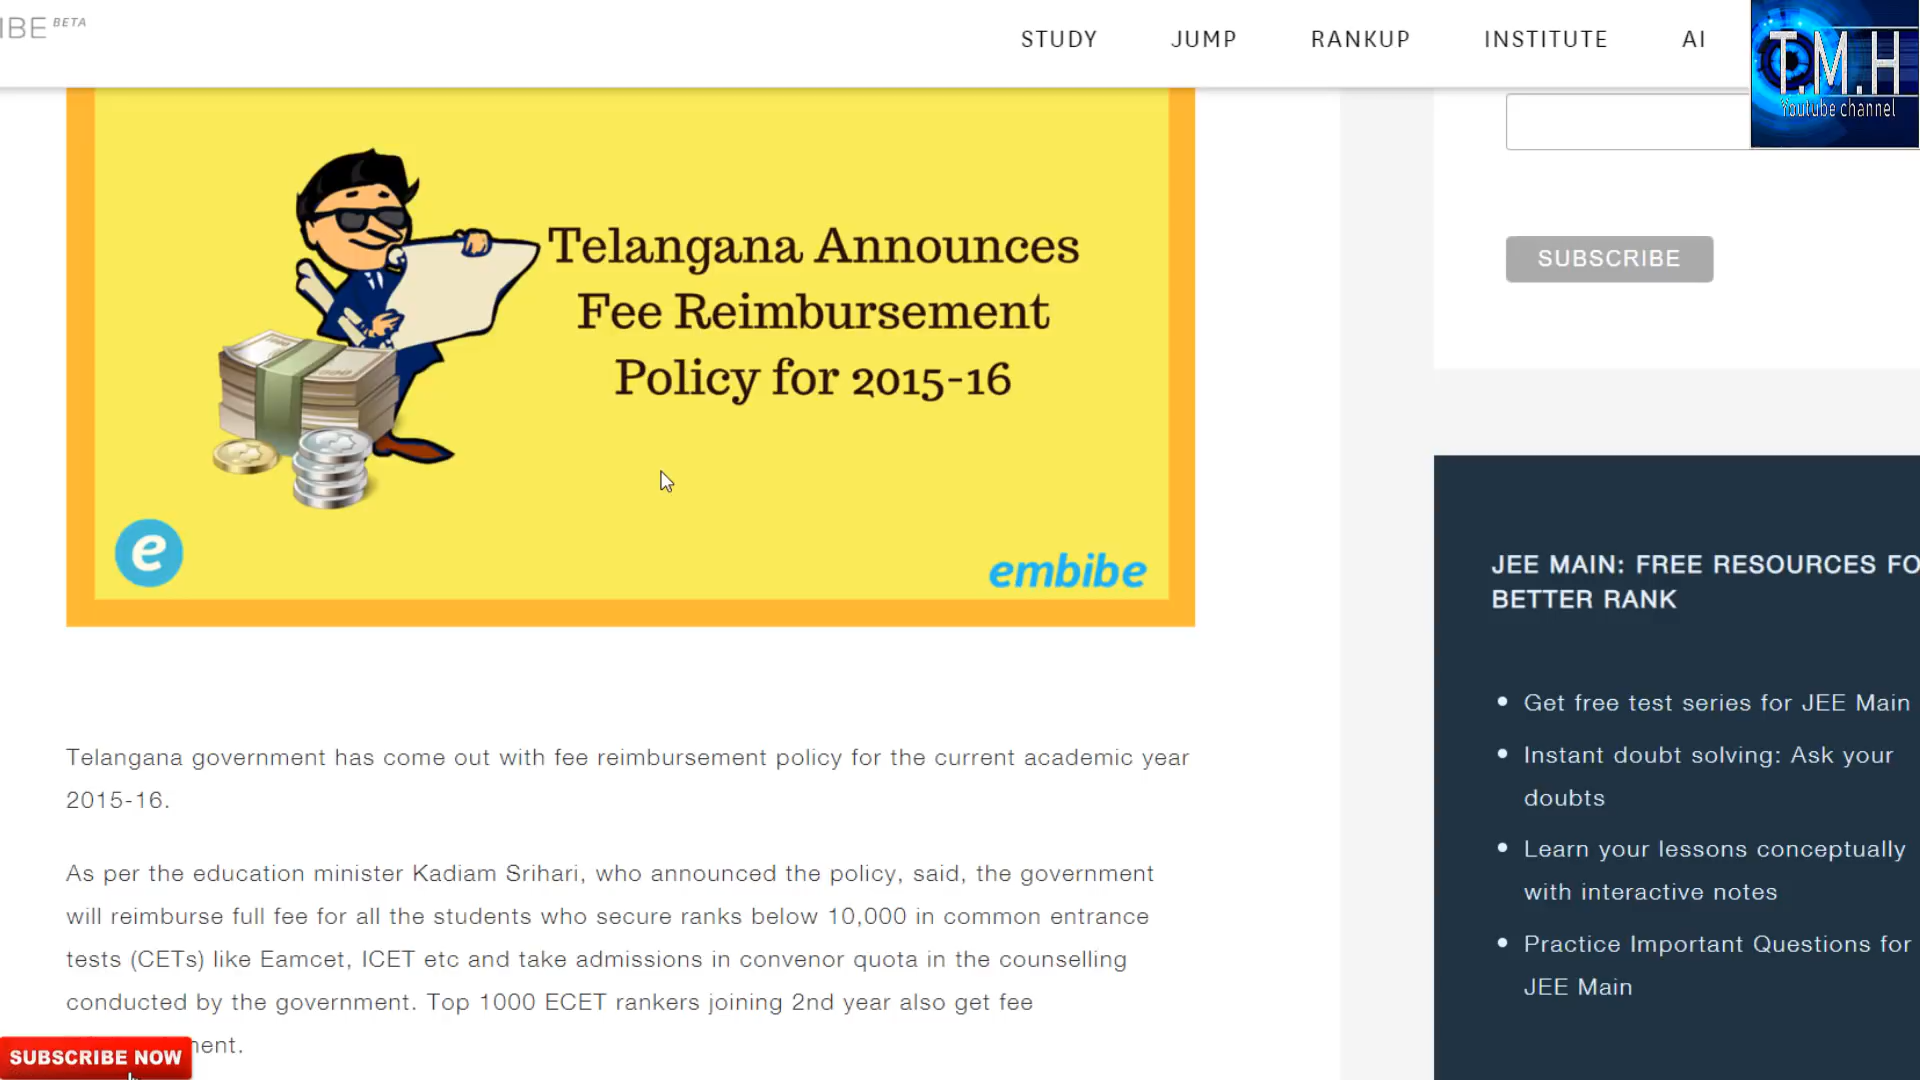 IBE BETA
STUDY
JUMP
RANKUP
INSTITUTE
AI
T.M.H
Youtube channel
Telangana Announces
Fee Reimbursement
Policy for 2015-16
e
embibe
SUBSCRIBE
JEE MAIN: FREE RESOURCES FO
BETTER RANK
Get free test series for JEE Main
Instant doubt solving: Ask your
doubts
Learn your lessons conceptually
with interactive notes
Practice Important Questions for
JEE Main
Telangana government has come out with fee reimbursement policy for the current academic year
2015-16.
As per the education minister Kadiam Srihari, who announced the policy, said, the government
will reimburse full fee for all the students who secure ranks below 10,000 in common entrance
tests (CETs) like Eamcet, ICET etc and take admissions in convenor quota in the counselling
conducted by the government. Top 1000 ECET rankers joining 2nd year also get fee
SUBSCRIBE NOW